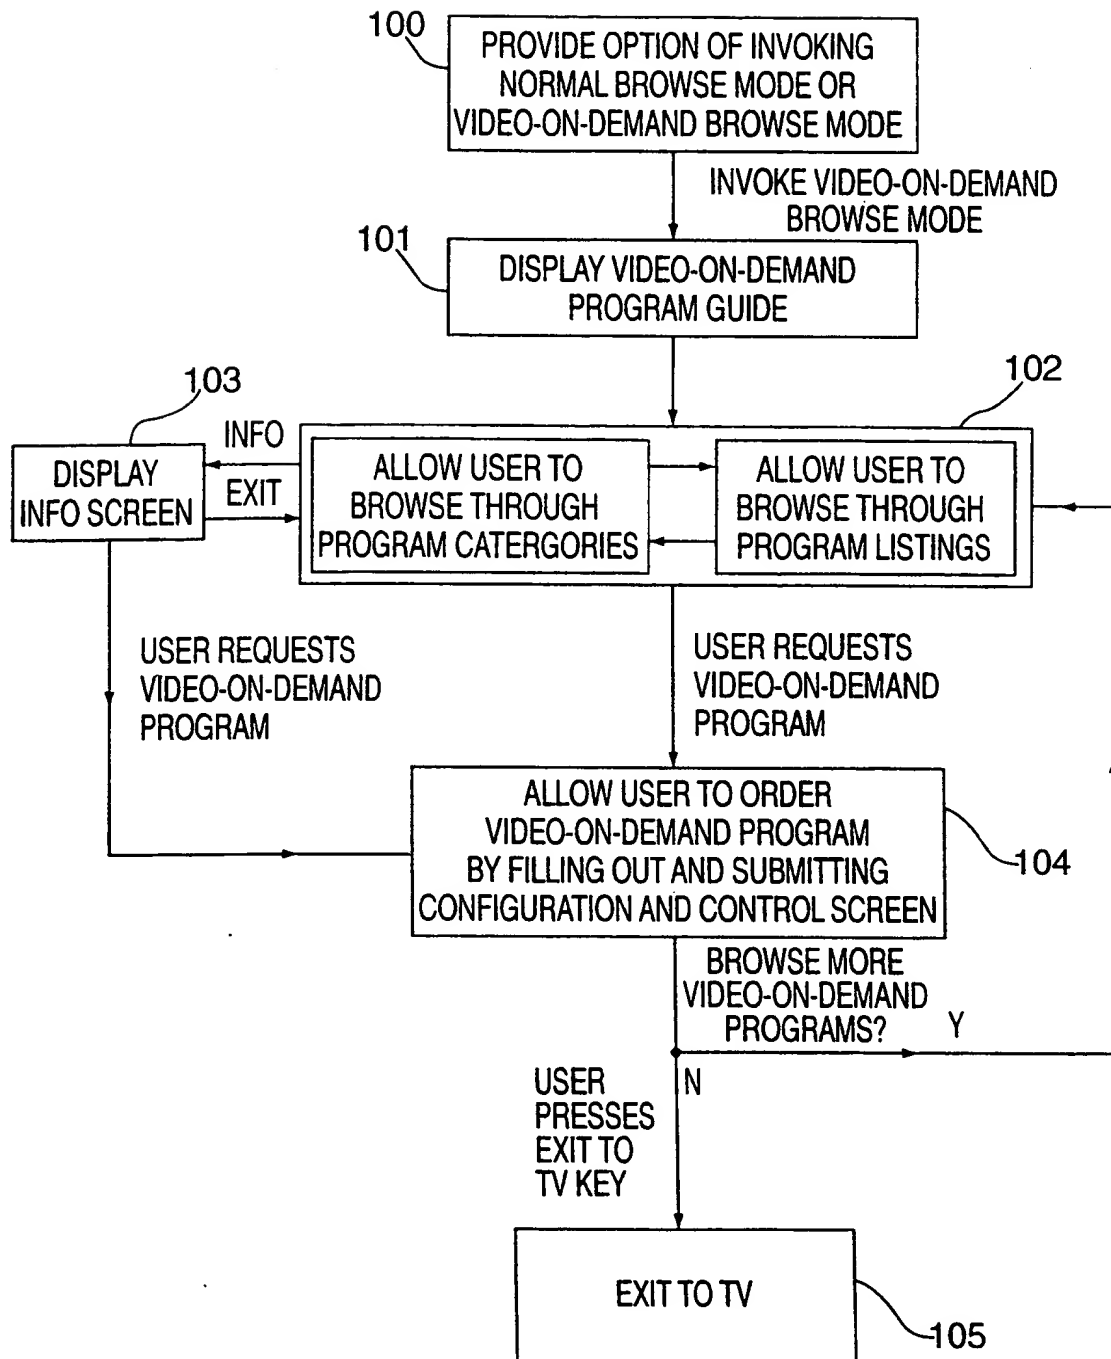 100
PROVIDE OPTION OF INVOKING
NORMAL BROWSE MODE OR
VIDEO-ON-DEMAND BROWSE MODE
INVOKE VIDEO-ON-DEMAND
BROWSE MODE
101
DISPLAY VIDEO-ON-DEMAND
PROGRAM GUIDE
103
102
DISPLAY
INFO SCREEN
INFO
EXIT
ALLOW USER TO
BROWSE THROUGH
PROGRAM CATERGORIES
ALLOW USER TO
BROWSE THROUGH
PROGRAM LISTINGS
USER REQUESTS
VIDEO-ON-DEMAND
PROGRAM
USER REQUESTS
VIDEO-ON-DEMAND
PROGRAM
ALLOW USER TO ORDER
VIDEO-ON-DEMAND PROGRAM
BY FILLING OUT AND SUBMITTING
CONFIGURATION AND CONTROL SCREEN
104
BROWSE MORE
VIDEO-ON-DEMAND
PROGRAMS?
Y
N
USER
PRESSES
EXIT TO
TV KEY
EXIT TO TV
105